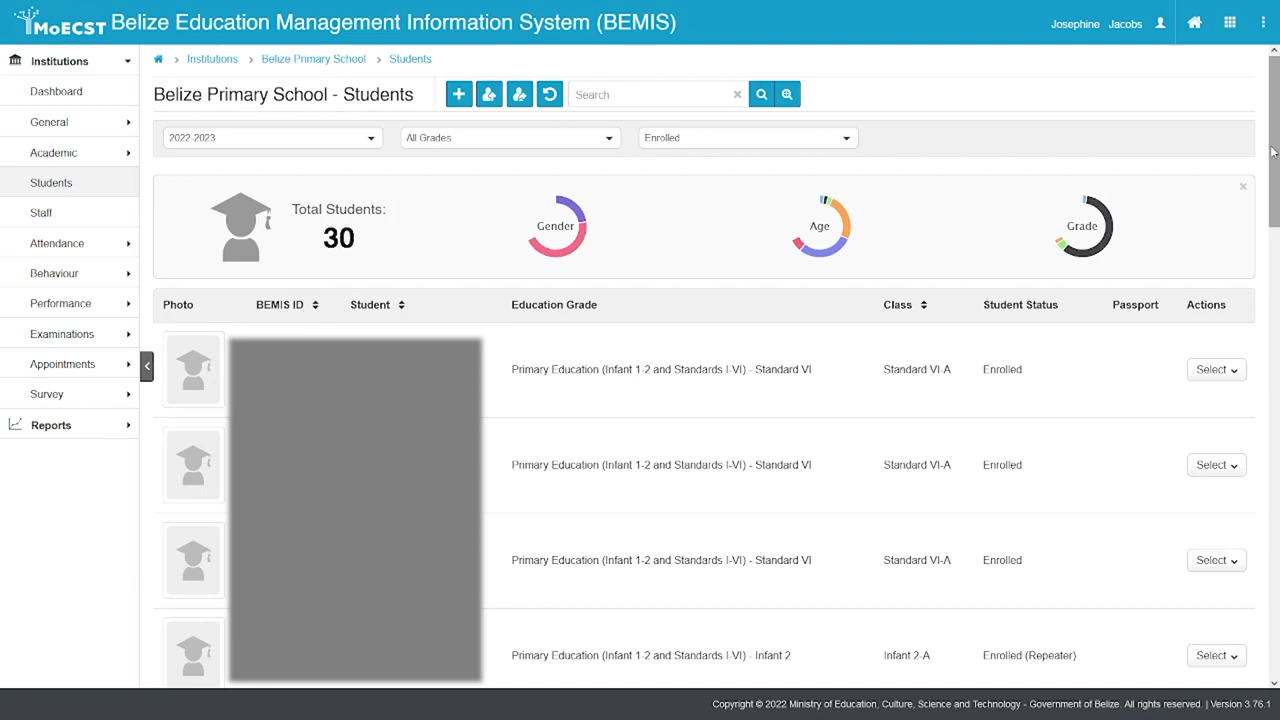 MoECST Belize Education Management Information System (BEMIS)
Josephine Jacobs
Institutions
Dashboard
General
Academic
Students
Staff
Attendance
Behaviour
Performance
Examinations
Appointments
Survey
Reports
Institutions > Belize Primary School > Students
Belize Primary School - Students
Search
2022-2023 All Grades Enrolled
Total Students:
30
Gender
Age
Grade
Photo BEMIS ID Student Education Grade Class Student Status Passport Actions
Primary Education (Infant 1-2 and Standards I-VI) - Standard VI Standard VI-A Enrolled Select
Primary Education (Infant 1-2 and Standards I-VI) - Standard VI Standard VI-A Enrolled Select
Primary Education (Infant 1-2 and Standards I-VI) - Standard VI Standard VI-A Enrolled Select
Primary Education (Infant 1-2 and Standards I-VI) - Infant 2 Infant 2-A Enrolled (Repeater) Select
Copyright © 2022 Ministry of Education, Culture, Science and Technology - Government of Belize. All rights reserved. | Version 3.76.1